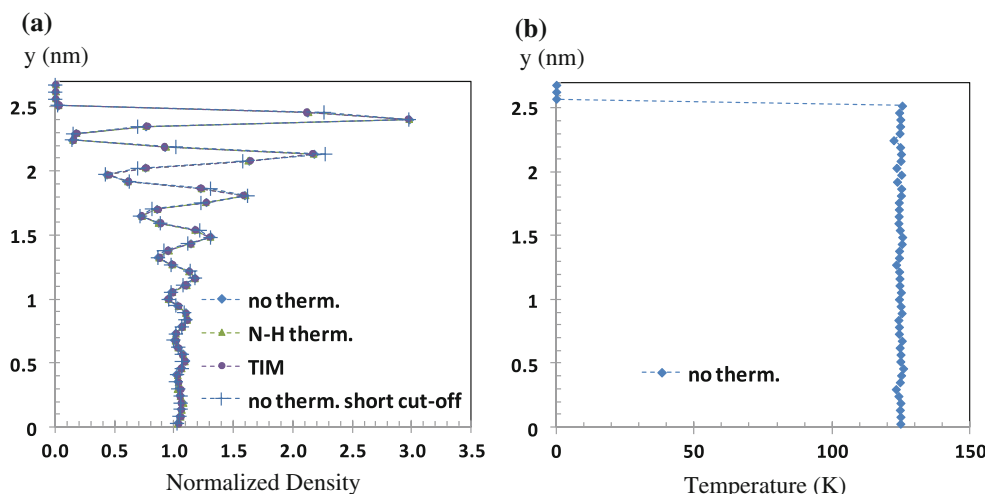 (a)
y (nm)
2.5
2
1.5
1
0.5
0
0.0 0.5 1.0 1.5 2.0 2.5 3.0 3.5
Normalized Density
no therm.
N-H therm.
TIM
no therm. short cut-off
(b)
y (nm)
2.5
2
1.5
1
0.5
0
0 50 100 150
Temperature (K)
no therm.